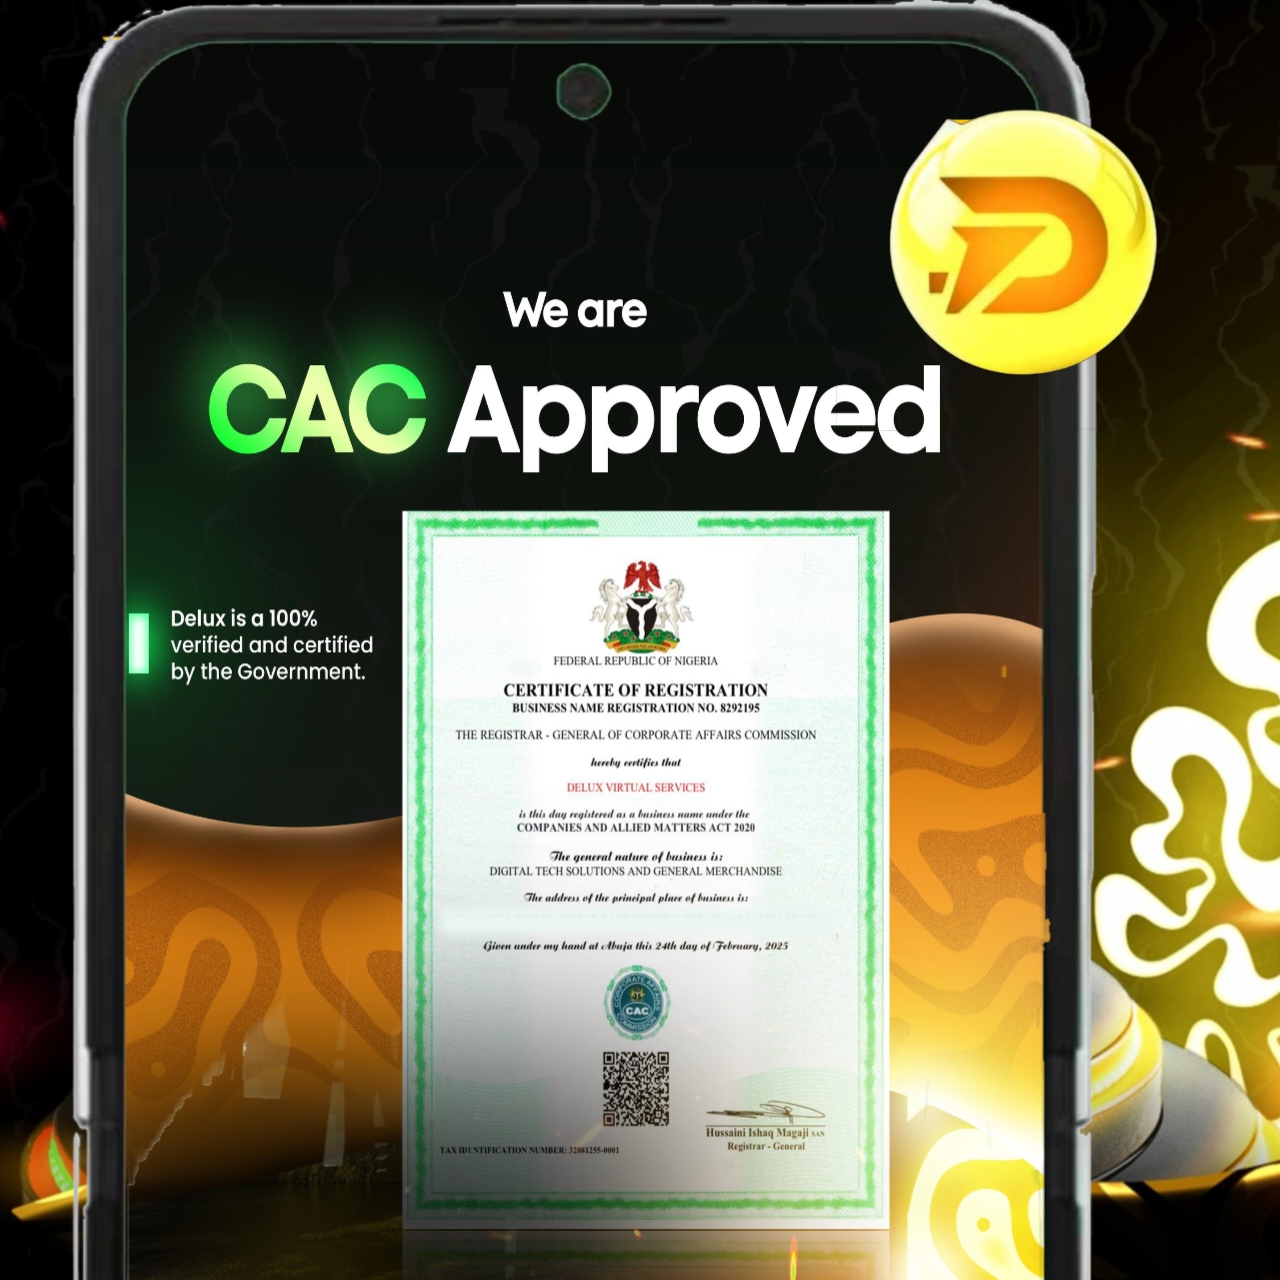 We are
CAC Approved
Delux is a 100%
verified and certified
by the Government.
FEDERAL REPUBLIC OF NIGERIA
CERTIFICATE OF REGISTRATION
BUSINESS NAME REGISTRATION NO. 8292195
THE REGISTRAR - GENERAL OF CORPORATE AFFAIRS COMMISSION
hereby certifies that
DELUX VIRTUAL SERVICES
is this day registered as a business name under the
COMPANIES AND ALLIED MATTERS ACT 2020
The general nature of business is:
DIGITAL TECH SOLUTIONS AND GENERAL MERCHANDISE
The address of the principal place of business is:
Given under my hand at Abuja this 24th day of February, 2025
CORPORATE AFFAIRS
CAC
COMMISSION
Hussaini Ishaq Magaji SAN
Registrar - General
TAX IDENTIFICATION NUMBER: 32881255-0001